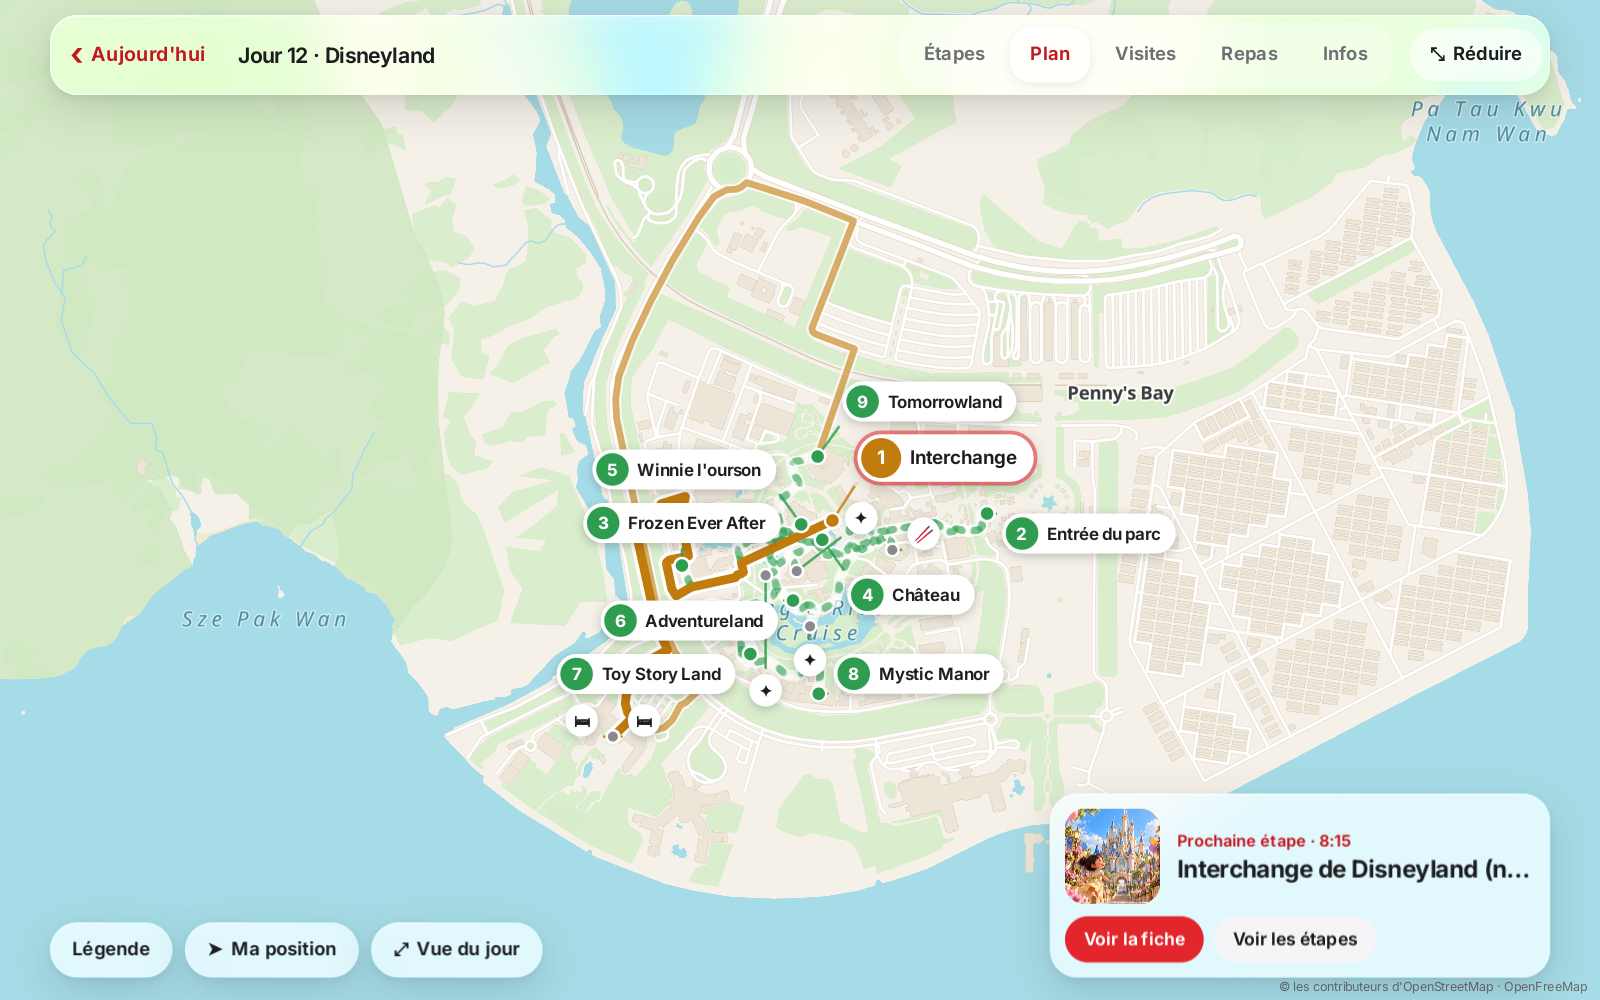 Aujourd'hui
Jour 12 · Disneyland
Étapes
Plan
Visites
Repas
Infos
Réduire
Pa Tau Kwu
Nam Wan
Penny's Bay
9 Tomorrowland
1 Interchange
5 Winnie l'ourson
3 Frozen Ever After
2 Entrée du parc
4 Château
6 Adventureland
Cruise
Sze Pak Wan
7 Toy Story Land
8 Mystic Manor
Prochaine étape · 8:15
Interchange de Disneyland (n...
Voir la fiche
Voir les étapes
Légende
Ma position
Vue du jour
© les contributeurs d'OpenStreetMap · OpenFreeMap